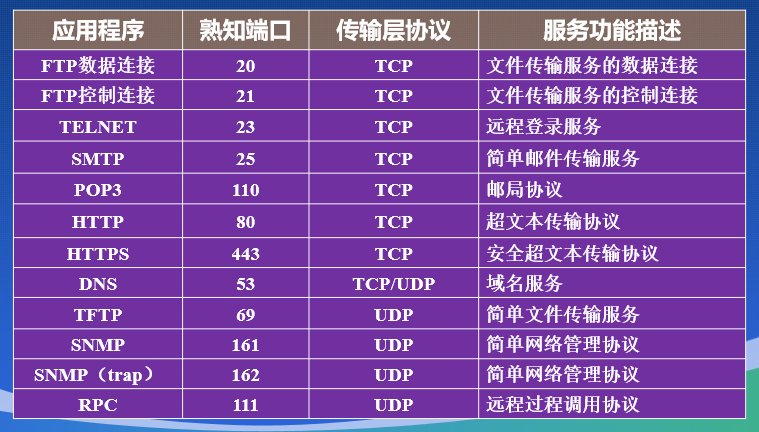 应用程序 熟知端口 传输层协议 服务功能描述
FTP数据连接 20 TCP 文件传输服务的数据连接
FTP控制连接 21 TCP 文件传输服务的控制连接
TELNET 23 TCP 远程登录服务
SMTP 25 TCP 简单邮件传输服务
POP3 110 TCP 邮局协议
HTTP 80 TCP 超文本传输协议
HTTPS 443 TCP 安全超文本传输协议
DNS 53 TCP/UDP 域名服务
TFTP 69 UDP 简单文件传输服务
SNMP 161 UDP 简单网络管理协议
SNMP（trap） 162 UDP 简单网络管理协议
RPC 111 UDP 远程过程调用协议